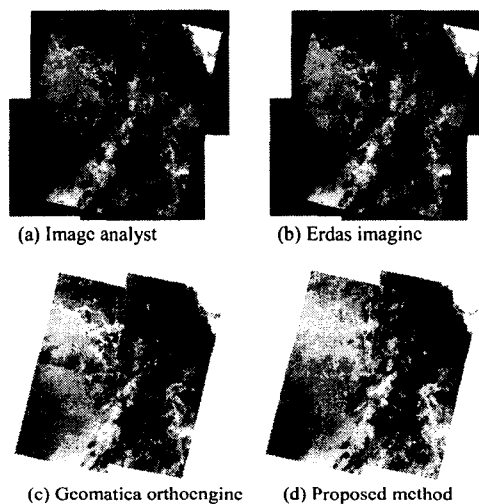 (a) Image analyst
(b) Erdas imagine
(c) Geomatica orthoengine
(d) Proposed method